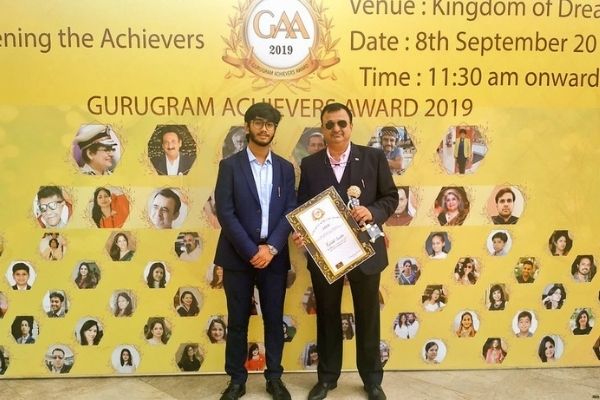 ening the Achievers
GAA
2019
GURUGRAM ACHIEVERS AWARD
Venue : Kingdom of Drea
Date : 8th September 20
Time : 11:30 am onward
GURUGRAM ACHIEVERS AWARD 2019